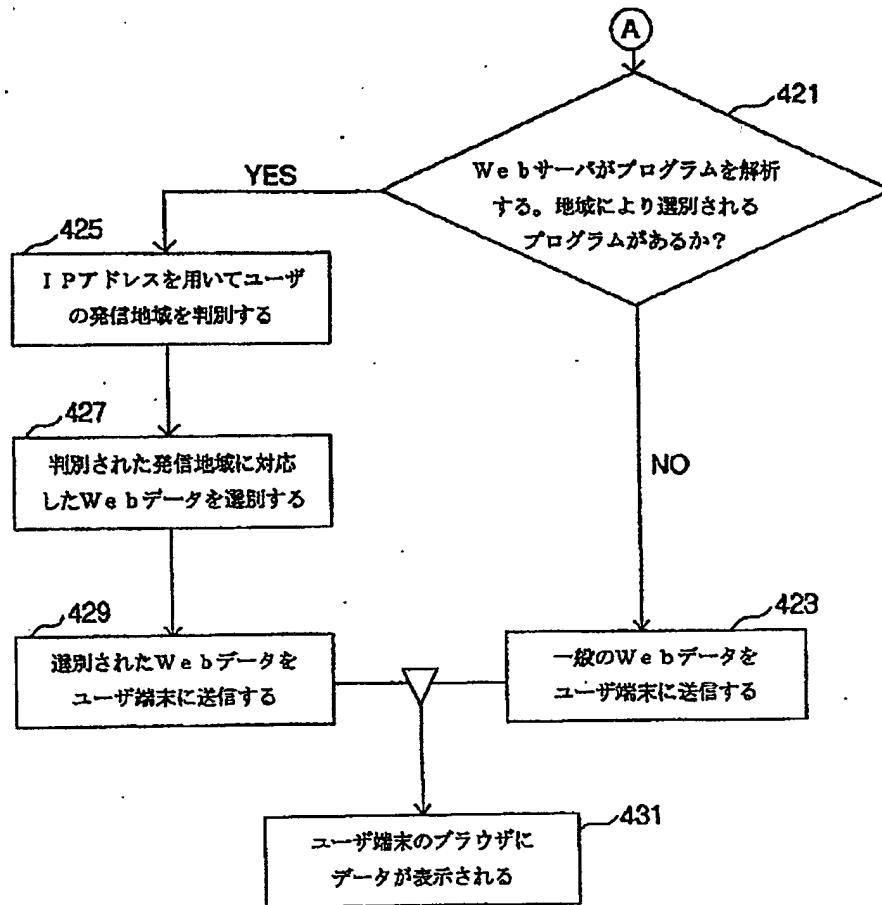 A
421
Webサーバがプログラムを解析
する。地域により選別される
プログラムがあるか?
YES
425
IPアドレスを用いてユーザ
の発信地域を判別する
427
判別された発信地域に対応
したWebデータを選別する
NO
429
選別されたWebデータを
ユーザ端末に送信する
423
一般のWebデータを
ユーザ端末に送信する
431
ユーザ端末のブラウザに
データが表示される